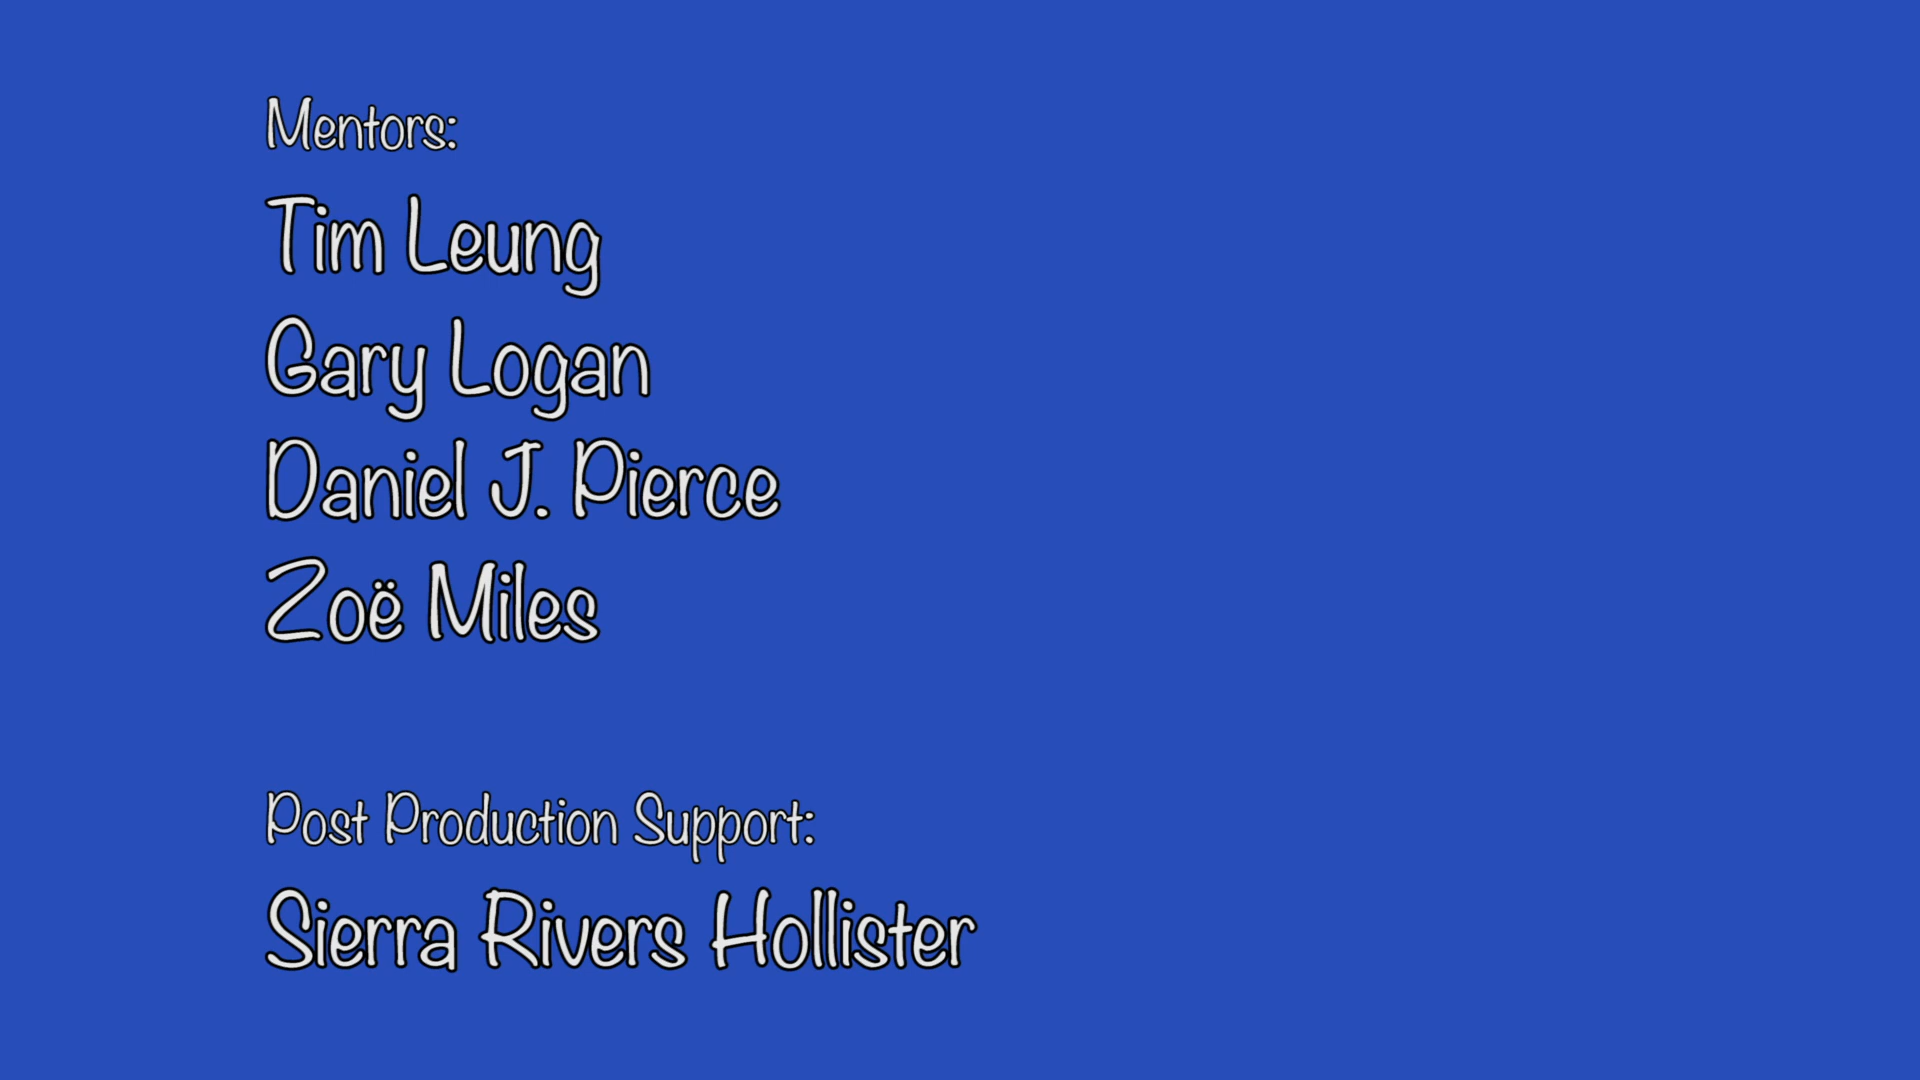 Mentors:
Tim Leung
Gary Logan
Daniel J. Pierce
Zoë Miles
Post Production Support:
Sierra Rivers Hollister